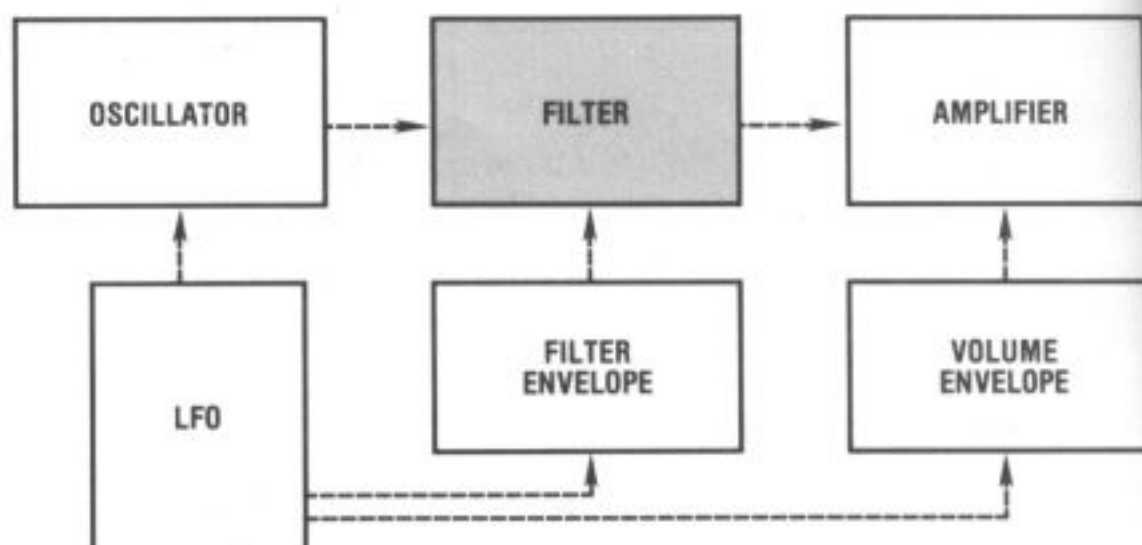 OSCILLATOR
FILTER
AMPLIFIER
LFO
FILTER
ENVELOPE
VOLUME
ENVELOPE